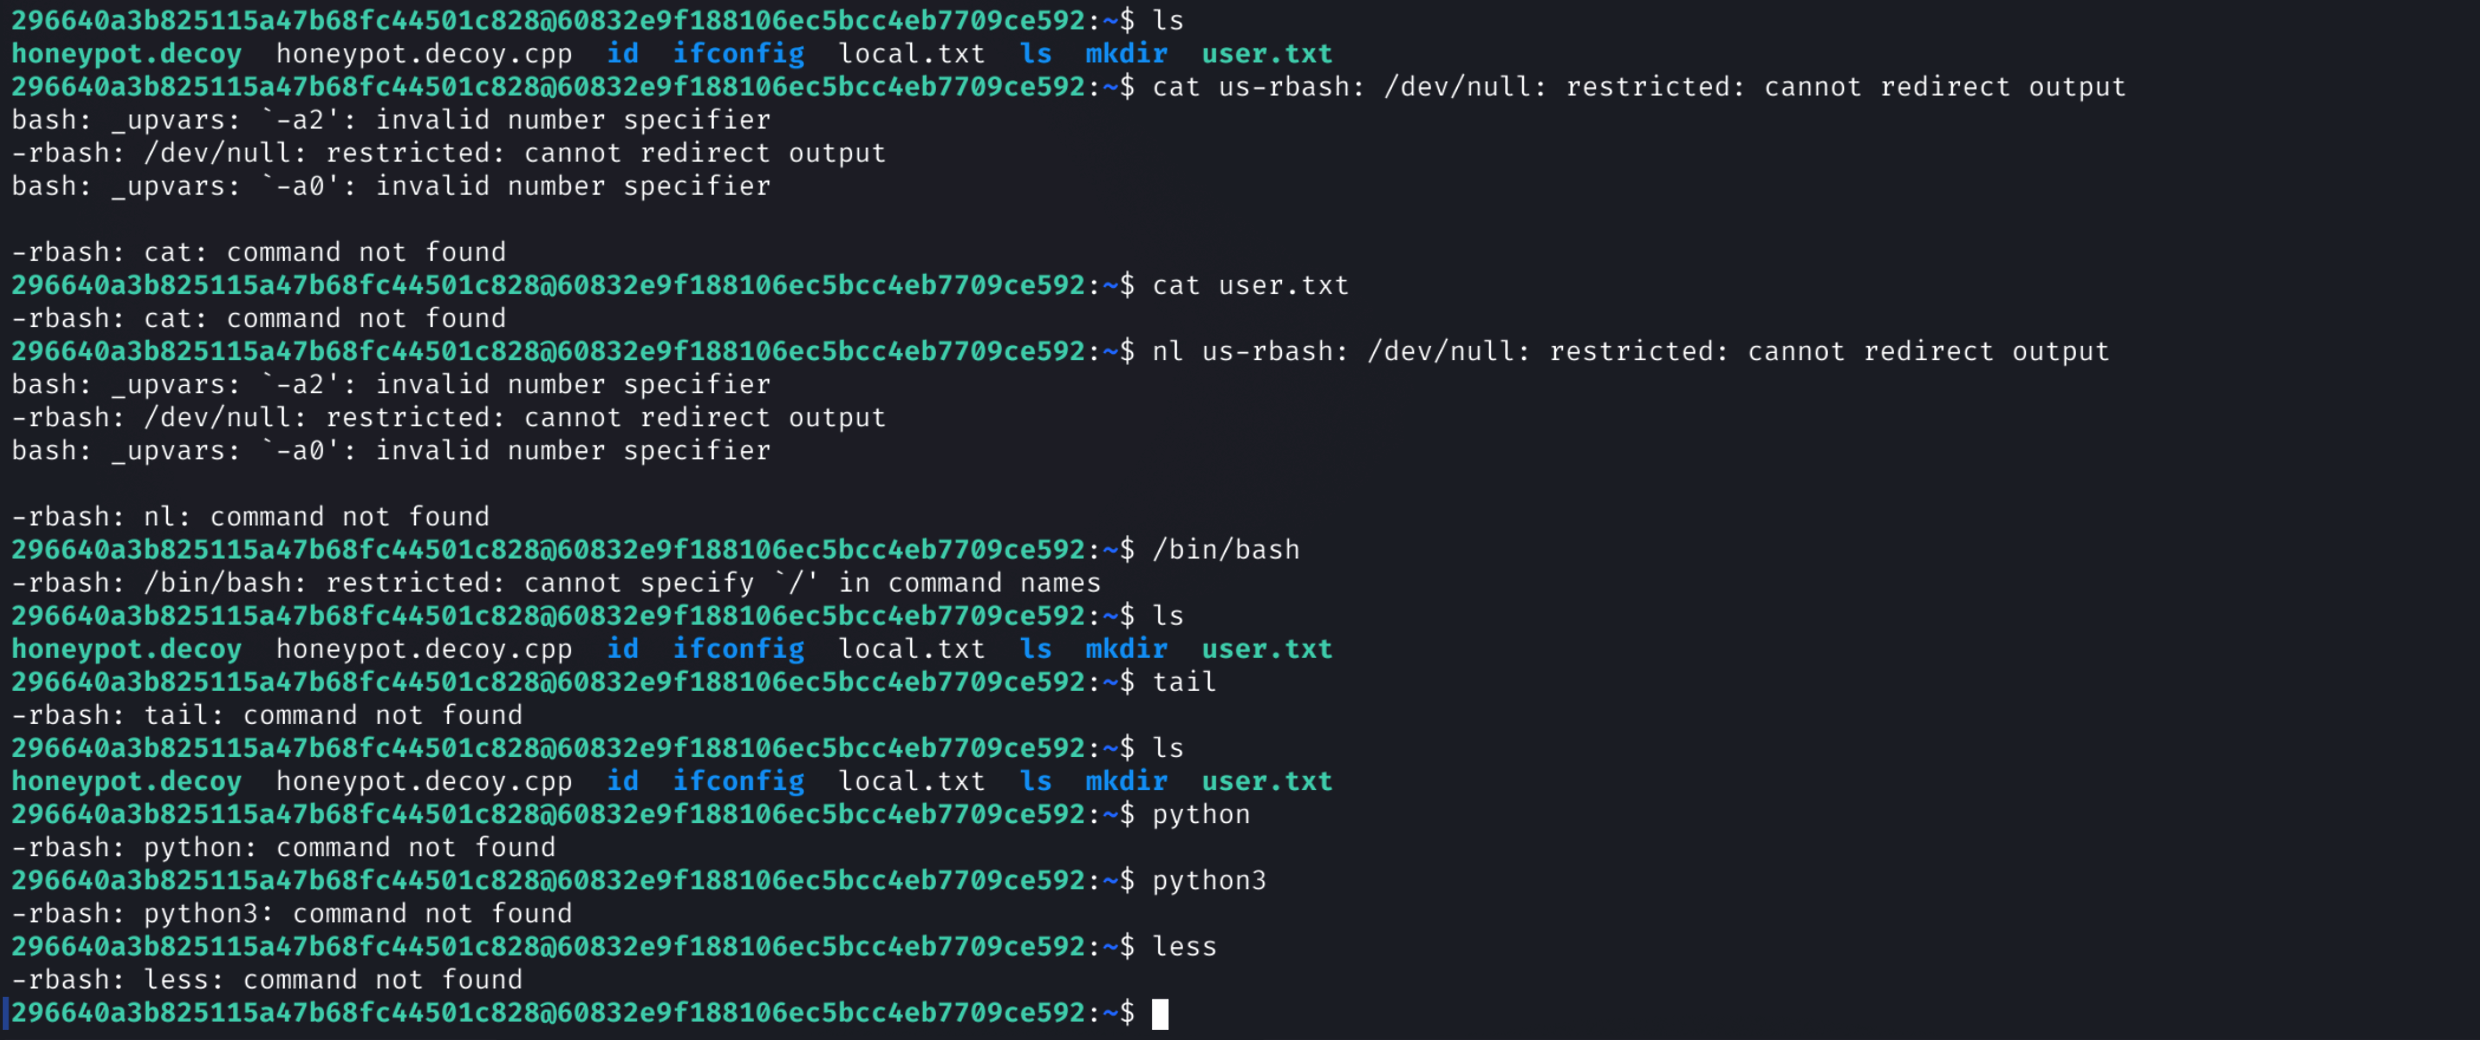 296640a3b825115a47b68fc44501c828@60832e9f188106ec5bcc4eb7709ce592:~$ ls
honeypot.decoy  honeypot.decoy.cpp  id  ifconfig  local.txt  ls  mkdir  user.txt
296640a3b825115a47b68fc44501c828@60832e9f188106ec5bcc4eb7709ce592:~$ cat us-rbash: /dev/null: restricted: cannot redirect output
bash: _upvars: `-a2': invalid number specifier
-rbash: /dev/null: restricted: cannot redirect output
bash: _upvars: `-a0': invalid number specifier
-rbash: cat: command not found
296640a3b825115a47b68fc44501c828@60832e9f188106ec5bcc4eb7709ce592:~$ cat user.txt
-rbash: cat: command not found
296640a3b825115a47b68fc44501c828@60832e9f188106ec5bcc4eb7709ce592:~$ nl us-rbash: /dev/null: restricted: cannot redirect output
bash: _upvars: `-a2': invalid number specifier
-rbash: /dev/null: restricted: cannot redirect output
bash: _upvars: `-a0': invalid number specifier
-rbash: nl: command not found
296640a3b825115a47b68fc44501c828@60832e9f188106ec5bcc4eb7709ce592:~$ /bin/bash
-rbash: /bin/bash: restricted: cannot specify `/' in command names
296640a3b825115a47b68fc44501c828@60832e9f188106ec5bcc4eb7709ce592:~$ ls
honeypot.decoy  honeypot.decoy.cpp  id  ifconfig  local.txt  ls  mkdir  user.txt
296640a3b825115a47b68fc44501c828@60832e9f188106ec5bcc4eb7709ce592:~$ tail
-rbash: tail: command not found
296640a3b825115a47b68fc44501c828@60832e9f188106ec5bcc4eb7709ce592:~$ ls
honeypot.decoy  honeypot.decoy.cpp  id  ifconfig  local.txt  ls  mkdir  user.txt
296640a3b825115a47b68fc44501c828@60832e9f188106ec5bcc4eb7709ce592:~$ python
-rbash: python: command not found
296640a3b825115a47b68fc44501c828@60832e9f188106ec5bcc4eb7709ce592:~$ python3
-rbash: python3: command not found
296640a3b825115a47b68fc44501c828@60832e9f188106ec5bcc4eb7709ce592:~$ less
-rbash: less: command not found
296640a3b825115a47b68fc44501c828@60832e9f188106ec5bcc4eb7709ce592:~$